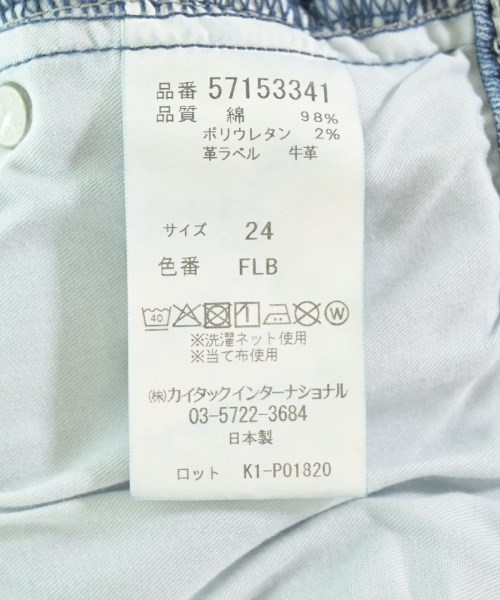 品番 57153341
品質 綿 98%
ポリウレタン 2%
革ラベル 牛革
サイズ 24
色番 FLB
40 1 W
※洗濯ネット使用
※当て布使用
㈱カイタックインターナショナル
03-5722-3684
日本製
ロット K1-P01820